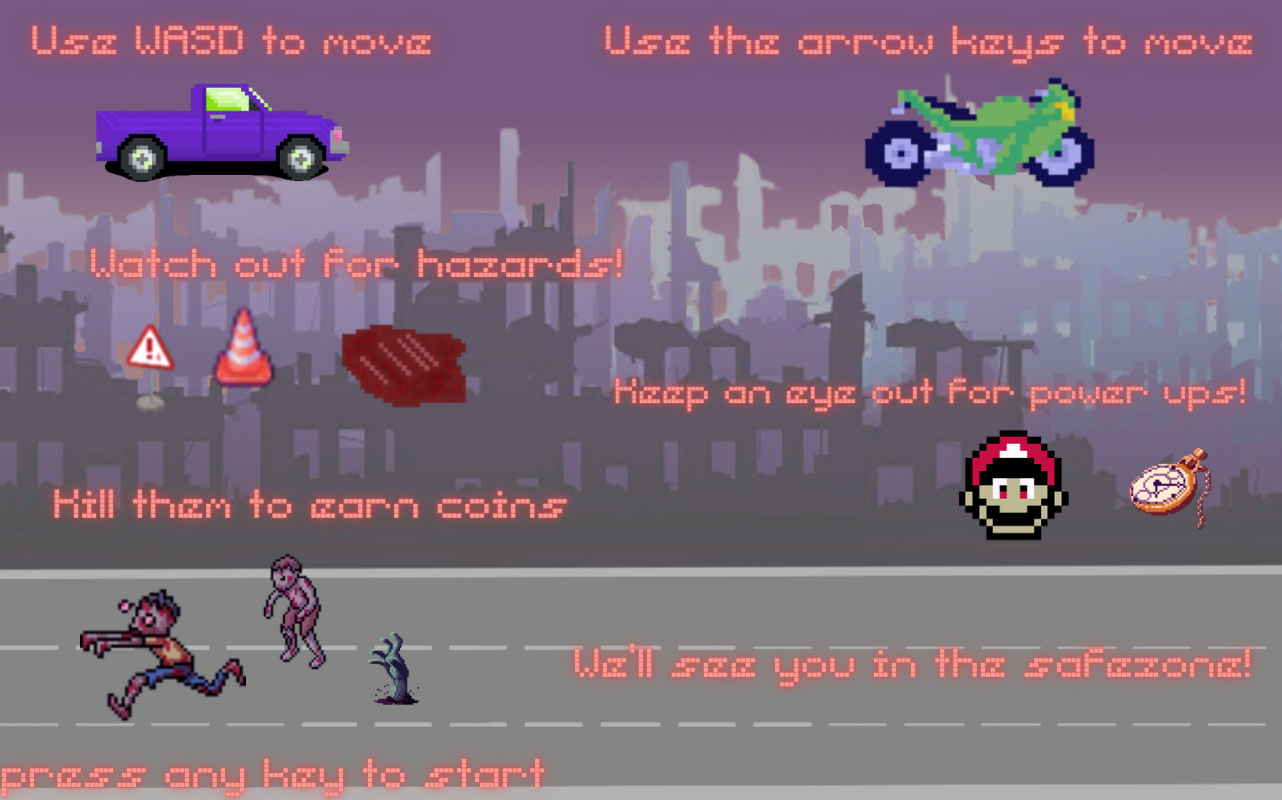 Use WASD to move
Use the arrow keys to move
Watch out for hazards!
Keep an eye out for power ups!
Kill them to earn coins
We'll see you in the safezone!
press any key to start